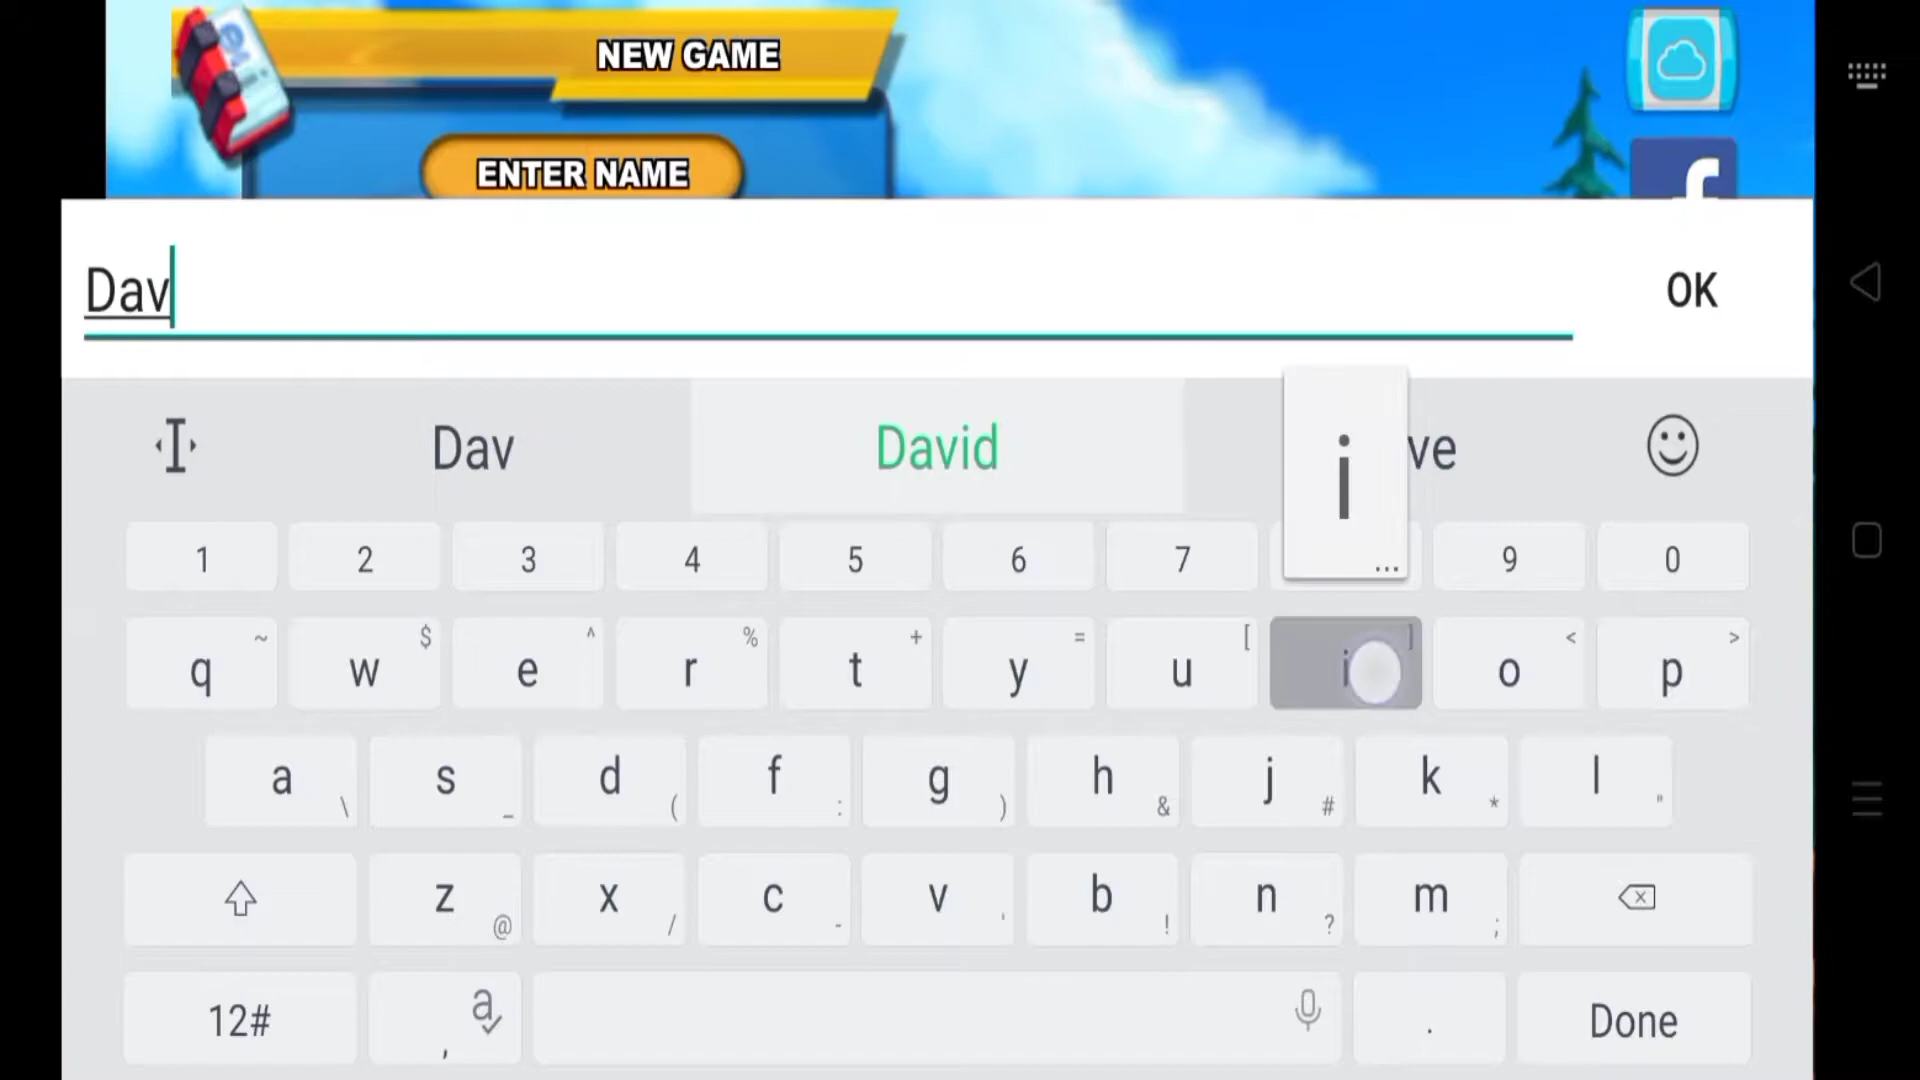 NEW GAME
ENTER NAME
Dav
OK
Dav David ve
i
...
1 2 3 4 5 6 7 9 0
q ~ w $ e ^ r % t + y = u [ i ] o < p >
a \ s _ d ( f : g ) h & j # k * l "
z @ x / c - v ' b ! n ? m ;
12# , a . Done